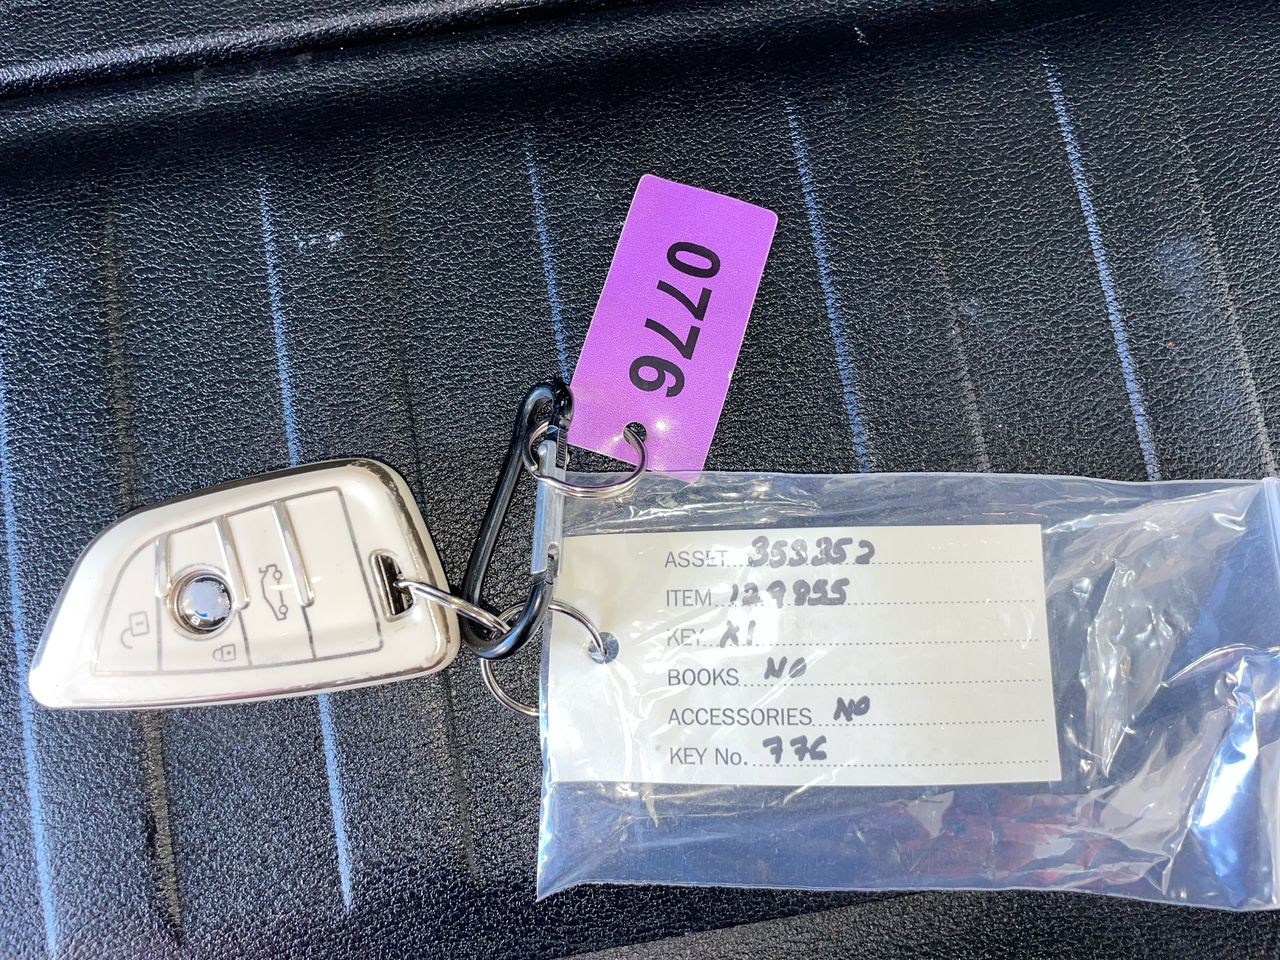 0776
ASSET 353352
ITEM 129855
KEY X1
BOOKS NO
ACCESSORIES NO
KEY No. 776